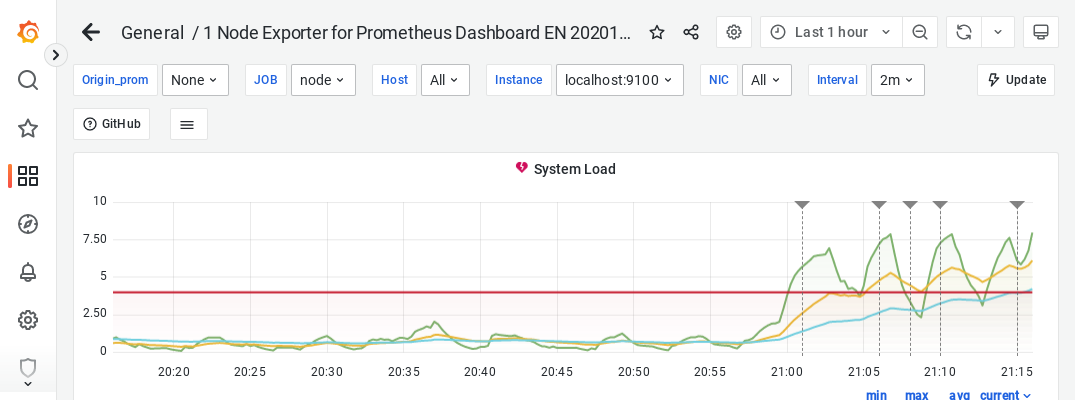 General / 1 Node Exporter for Prometheus Dashboard EN 20201... Last 1 hour
Origin_prom None JOB node Host All Instance localhost:9100 NIC All Interval 2m Update
GitHub
System Load
10
7.50
5
2.50
0
20:20 20:25 20:30 20:35 20:40 20:45 20:50 20:55 21:00 21:05 21:10 21:15
min max avg current